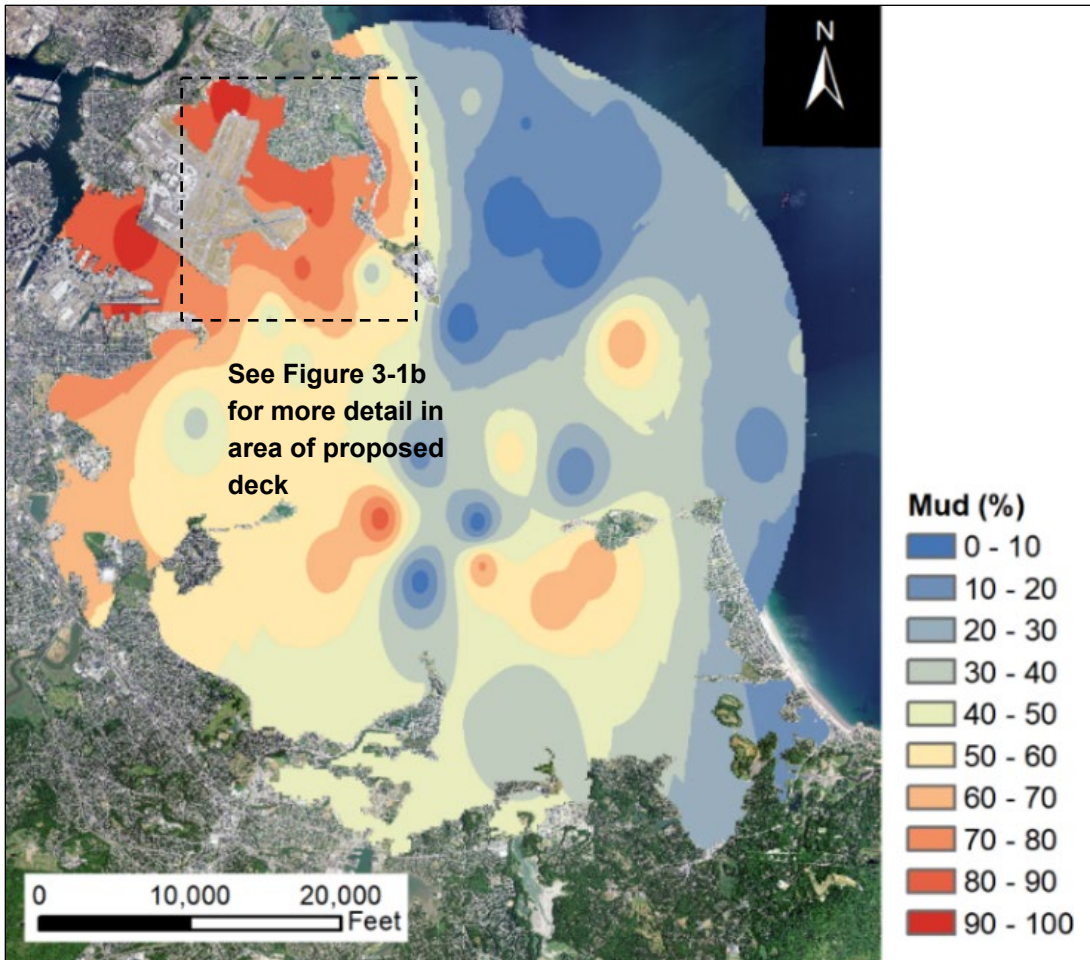 N
See Figure 3-1b
for more detail in
area of proposed
deck
Mud (%)
0 - 10
10 - 20
20 - 30
30 - 40
40 - 50
50 - 60
60 - 70
70 - 80
80 - 90
90 - 100
0 10,000 20,000
Feet